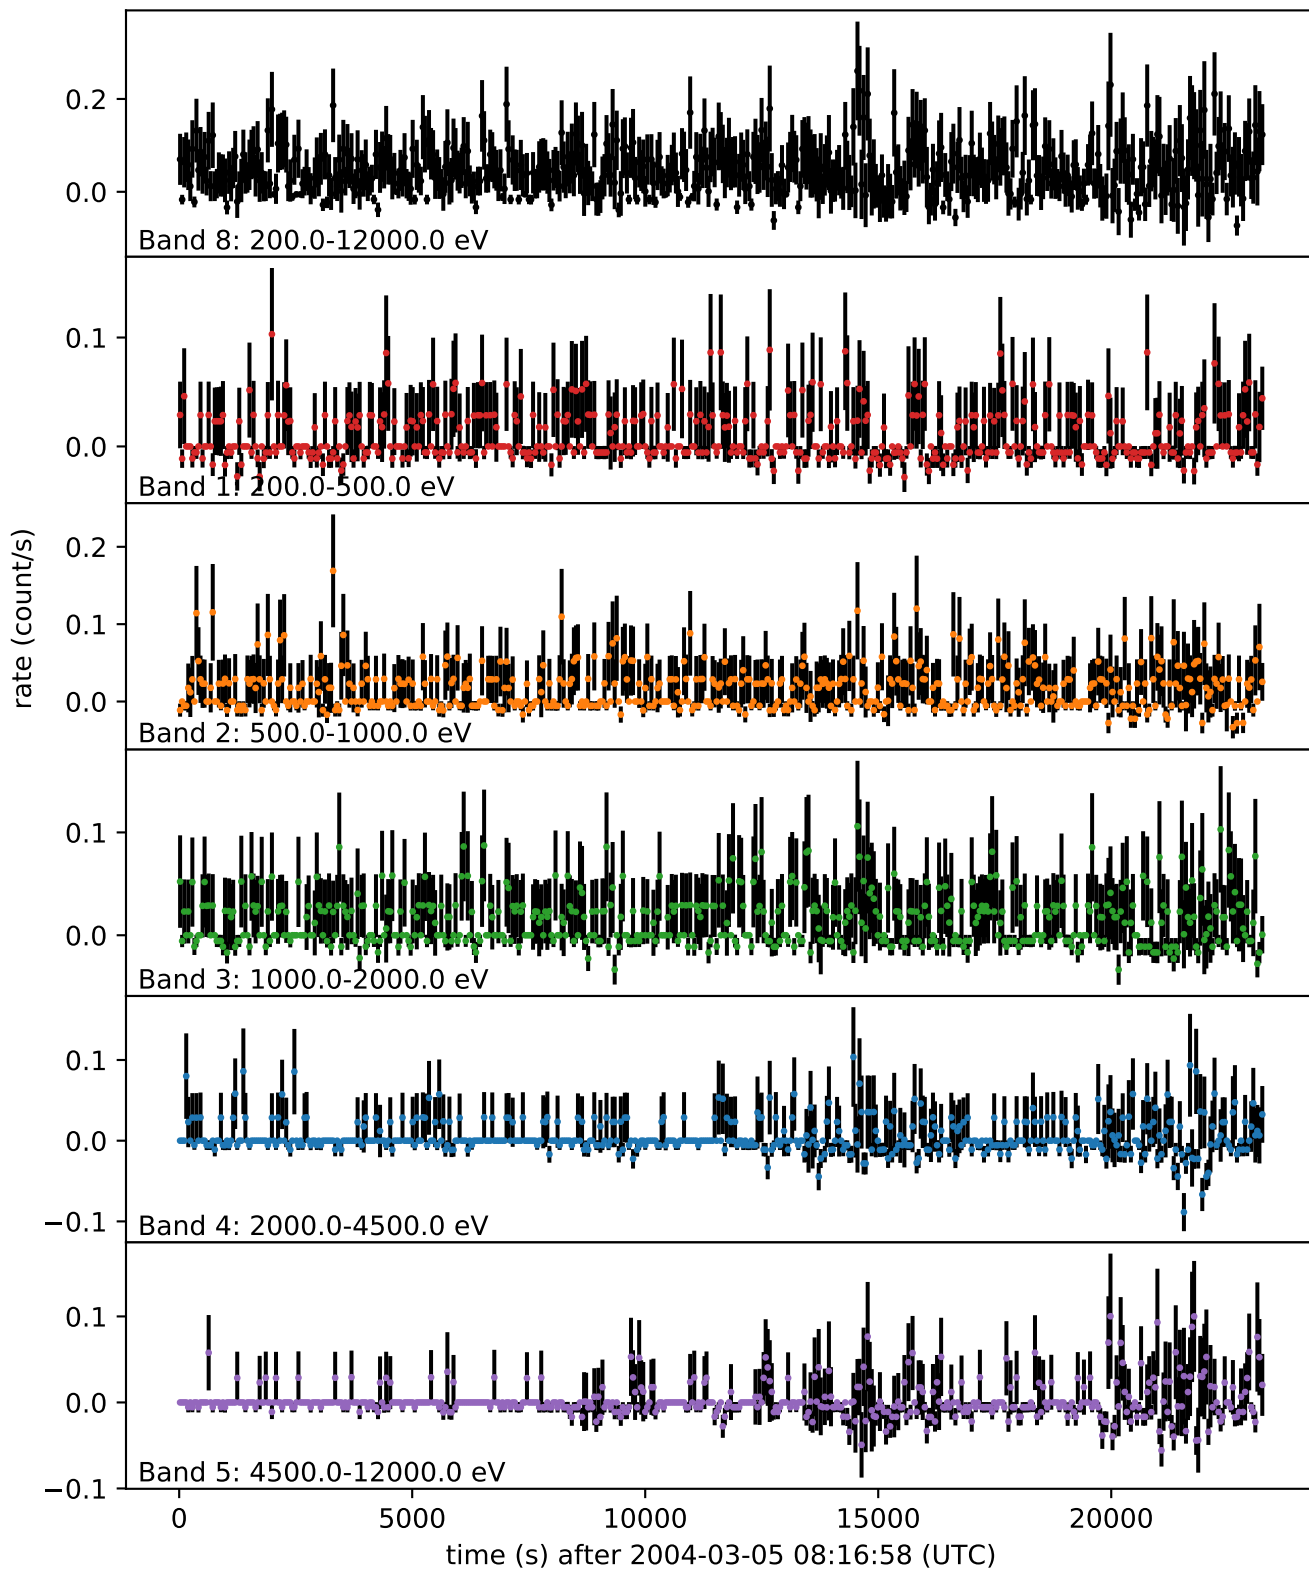 0.2
0.0
Band 8: 200.0-12000.0 eV
0.1
0.0
Band 1: 200.0-500.0 eV
rate (count/s)
0.2
0.1
0.0
Band 2: 500.0-1000.0 eV
0.1
0.0
Band 3: 1000.0-2000.0 eV
0.1
0.0
−0.1
Band 4: 2000.0-4500.0 eV
0.1
0.0
−0.1
Band 5: 4500.0-12000.0 eV
0 5000 10000 15000 20000
time (s) after 2004-03-05 08:16:58 (UTC)